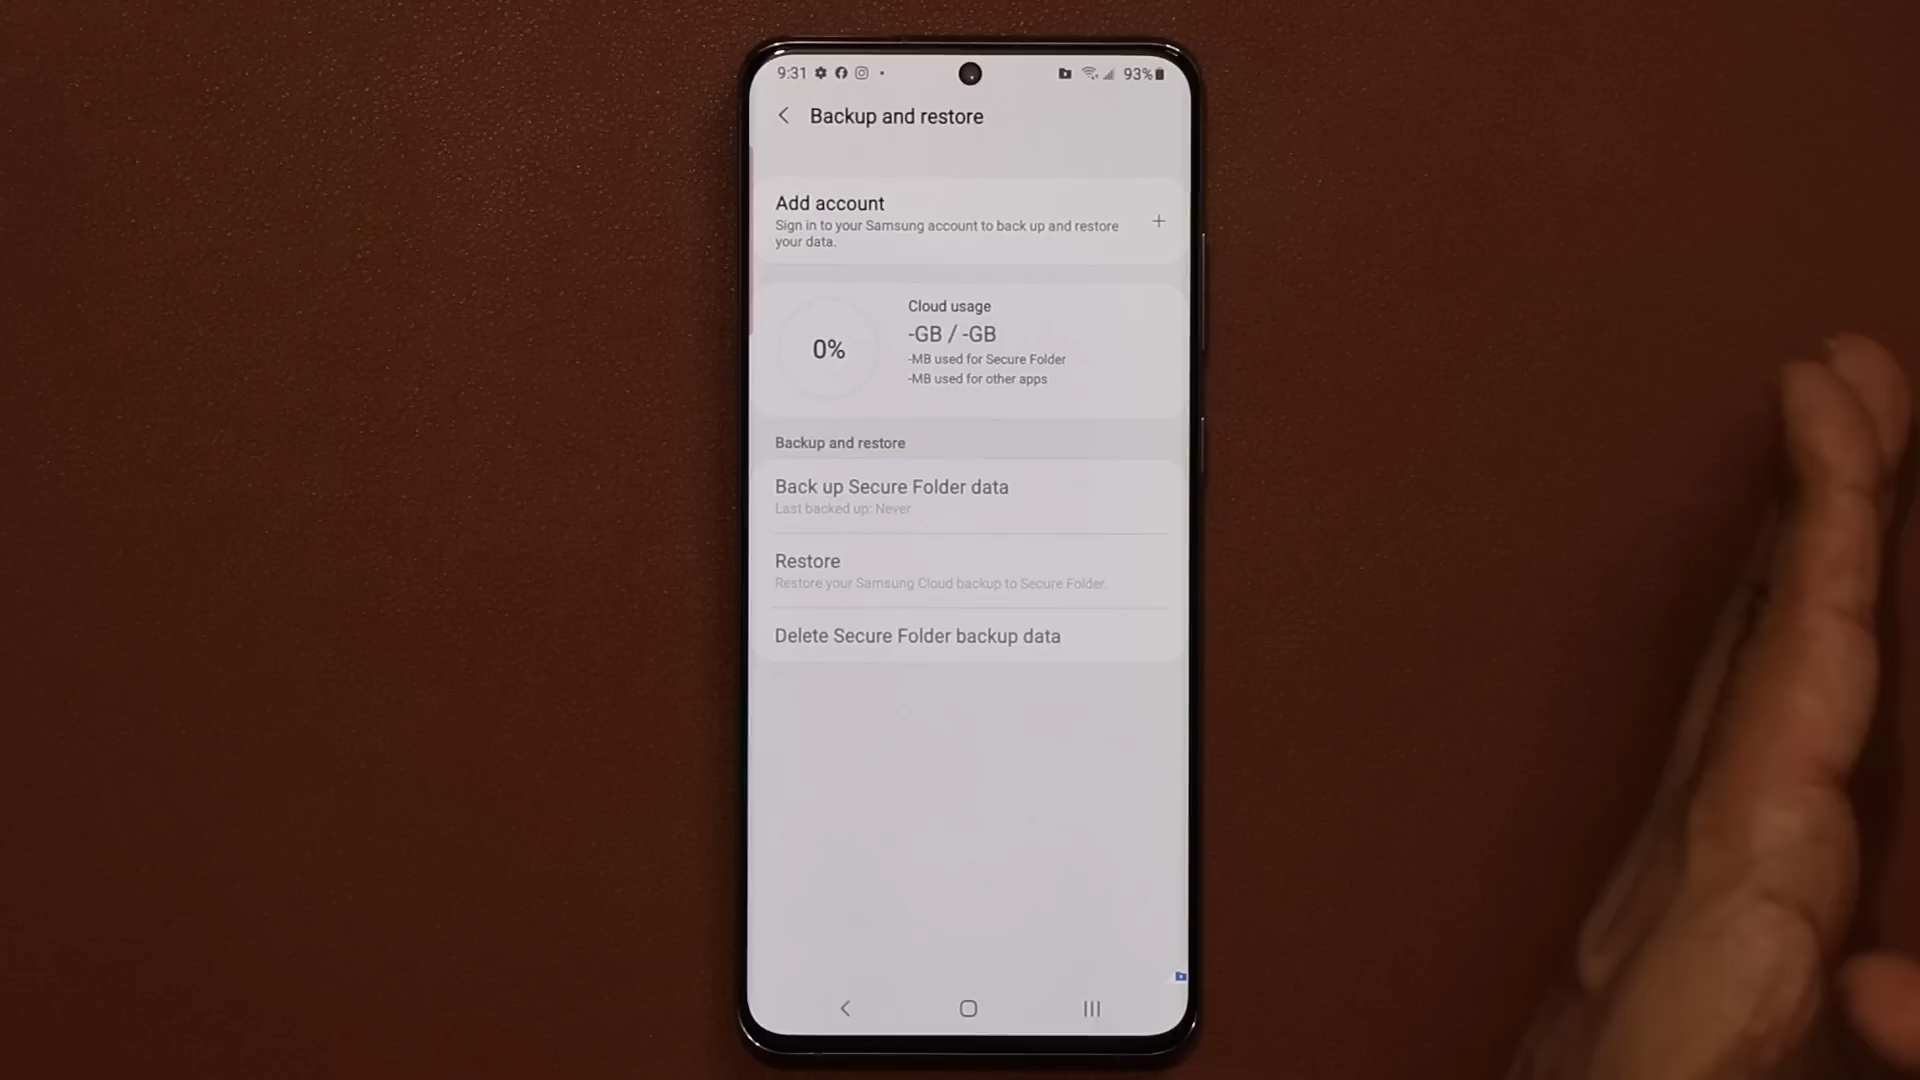 9:31
93%
Backup and restore
Add account
Sign in to your Samsung account to back up and restore
your data.
Cloud usage
0%
-GB / -GB
-MB used for Secure Folder
-MB used for other apps
Backup and restore
Back up Secure Folder data
Last backed up: Never
Restore
Restore your Samsung Cloud backup to Secure Folder.
Delete Secure Folder backup data